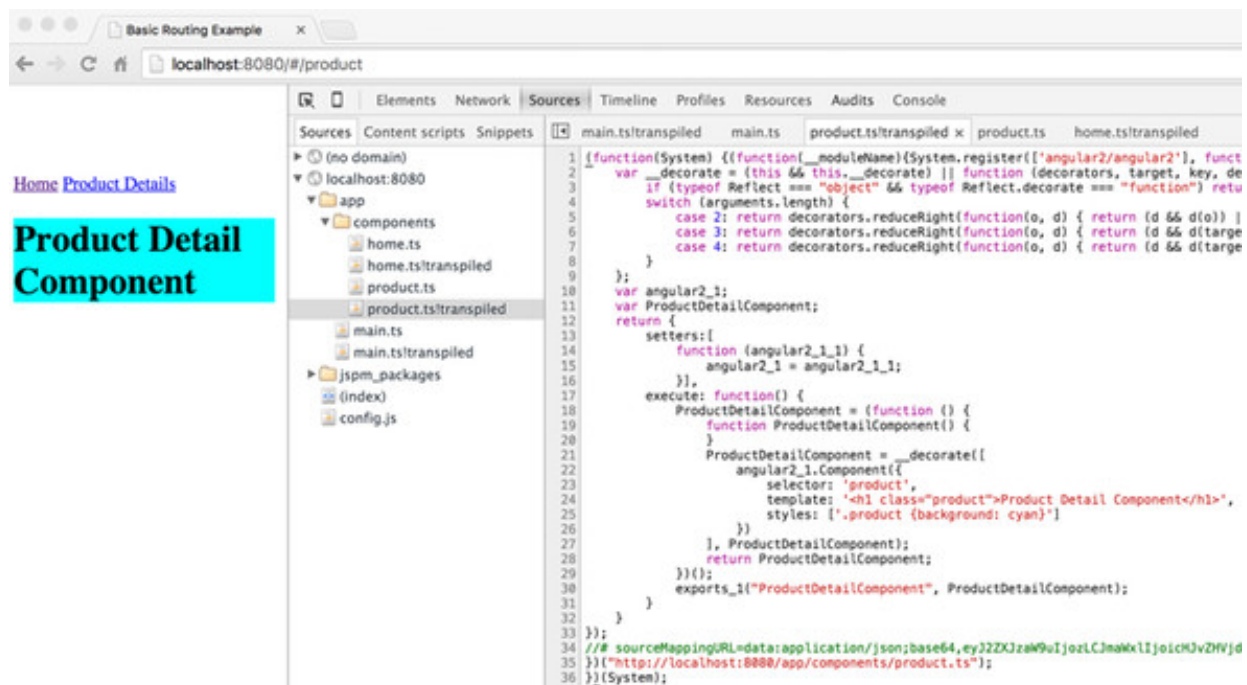 Basic Routing Example
localhost:8080/#/product
Elements Network Sources Timeline Profiles Resources Audits Console
Sources Content scripts Snippets
main.ts!transpiled main.ts product.ts!transpiled × product.ts home.ts!transpiled
Home Product Details
Product Detail
Component
(no domain)
localhost:8080
app
components
home.ts
home.ts!transpiled
product.ts
product.ts!transpiled
main.ts
main.ts!transpiled
jspm_packages
(index)
config.js
1 (function(System) {(function(__moduleName){System.register(['angular2/angular2'], funct
2 var __decorate = (this && this.__decorate) || function (decorators, target, key, de
3 if (typeof Reflect === "object" && typeof Reflect.decorate === "function") retu
4 switch (arguments.length) {
5 case 2: return decorators.reduceRight(function(o, d) { return (d && d(o)) |
6 case 3: return decorators.reduceRight(function(o, d) { return (d && d(targe
7 case 4: return decorators.reduceRight(function(o, d) { return (d && d(targe
8 }
9 };
10 var angular2_1;
11 var ProductDetailComponent;
12 return {
13 setters:[
14 function (angular2_1_1) {
15 angular2_1 = angular2_1_1;
16 }],
17 execute: function() {
18 ProductDetailComponent = (function () {
19 function ProductDetailComponent() {
20 }
21 ProductDetailComponent = __decorate([
22 angular2_1.Component({
23 selector: 'product',
24 template: '<h1 class="product">Product Detail Component</h1>',
25 styles: ['.product {background: cyan}']
26 })
27 ], ProductDetailComponent);
28 return ProductDetailComponent;
29 })();
30 exports_1("ProductDetailComponent", ProductDetailComponent);
31 }
32 }
33 });
34 //# sourceMappingURL=data:application/json;base64,
35 })("http://localhost:8080/app/components/product.ts");
36 })(System);